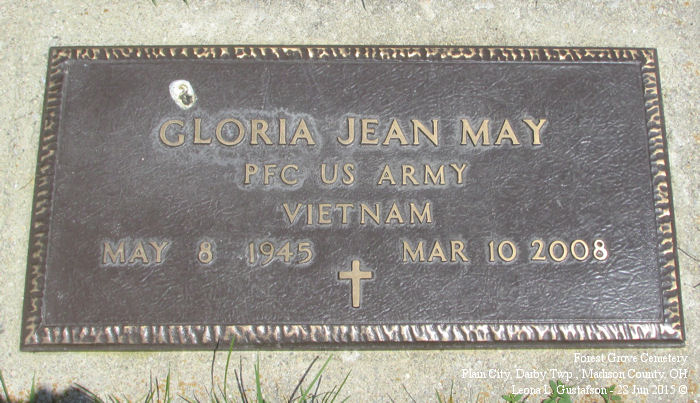 GLORIA JEAN MAY
PFC US ARMY
VIETNAM
MAY 8 1945 MAR 10 2008
Forest Grove Cemetery
Plain City, Darby Twp., Madison County, OH
Leona L. Gustafson - 28 Jun 2015 ©